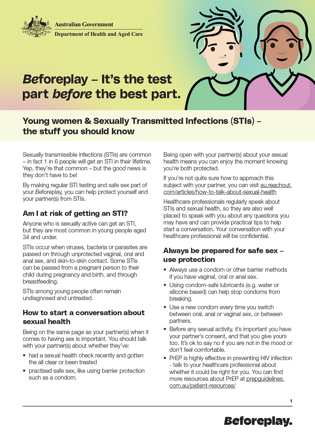 Australian Government
Department of Health and Aged Care
Beforeplay – It's the test
part before the best part.
Young women & Sexually Transmitted Infections (STIs) –
the stuff you should know
Sexually transmissible infections (STIs) are common
– in fact 1 in 6 people will get an STI in their lifetime.
Yep, they're that common – but the good news is
they don't have to be!
By making regular STI testing and safe sex part of
your Beforeplay, you can help protect yourself and
your partner(s) from STIs.
Am I at risk of getting an STI?
Anyone who is sexually active can get an STI,
but they are most common in young people aged
34 and under.
STIs occur when viruses, bacteria or parasites are
passed on through unprotected vaginal, oral and
anal sex, and skin-to-skin contact. Some STIs
can be passed from a pregnant person to their
child during pregnancy and birth, and through
breastfeeding.
STIs among young people often remain
undiagnosed and untreated.
How to start a conversation about
sexual health
Being on the same page as your partner(s) when it
comes to having sex is important. You should talk
with your partner(s) about whether they've:
• had a sexual health check recently and gotten
the all clear or been treated
• practised safe sex, like using barrier protection
such as a condom.
Being open with your partner(s) about your sexual
health means you can enjoy the moment knowing
you're both protected.
If you're not quite sure how to approach this
subject with your partner, you can visit au.reachout.
com/articles/how-to-talk-about-sexual-health
Healthcare professionals regularly speak about
STIs and sexual health, so they are also well
placed to speak with you about any questions you
may have and can provide practical tips to help
start a conversation. Your conversation with your
healthcare professional will be confidential.
Always be prepared for safe sex –
use protection
• Always use a condom or other barrier methods
if you have vaginal, oral or anal sex.
• Using condom-safe lubricants (e.g. water or
silicone based) can help stop condoms from
breaking.
• Use a new condom every time you switch
between oral, anal or vaginal sex, or between
partners.
• Before any sexual activity, it's important you have
your partner's consent, and that you give yours
too. It's ok to say no if you are not in the mood or
don't feel comfortable.
• PrEP is highly effective in preventing HIV infection
- talk to your healthcare professional about
whether it could be right for you. You can find
more resources about PrEP at prepguidelines.
com.au/patient-resources/
1
Beforeplay.